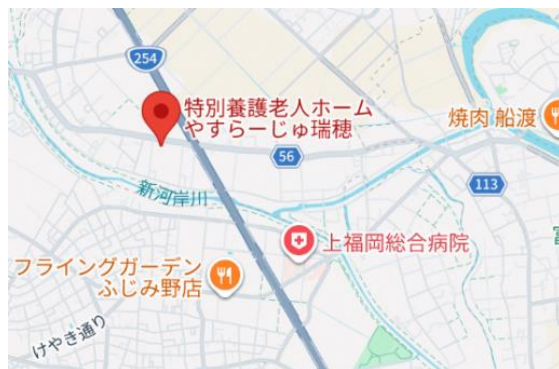 254
特別養護老人ホーム
やすらーじゅ瑞穂
焼肉 船渡
56
113
新河岸川
上福岡総合病院
フライングガーデン
ふじみ野店
けやき通り
富